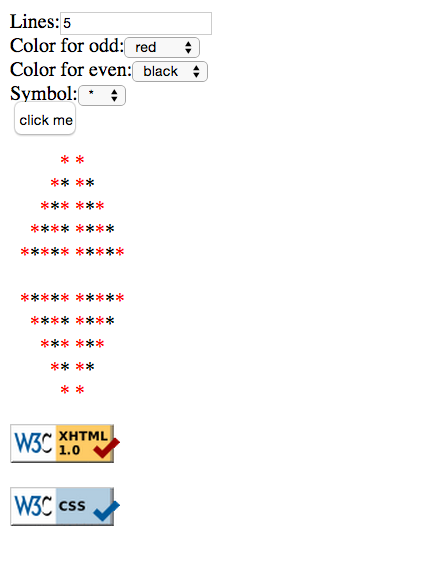 Lines: 5
Color for odd: red
Color for even: black
Symbol: *
click me
* *
** **
*** ***
**** ****
***** *****
***** *****
**** ****
*** ***
** **
* *
W3C XHTML 1.0
W3C css